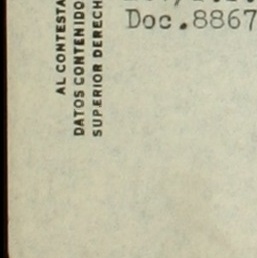 Doc.8867
AL CONTESTA
DATOS CONTENIDO
SUPERIOR DERECH